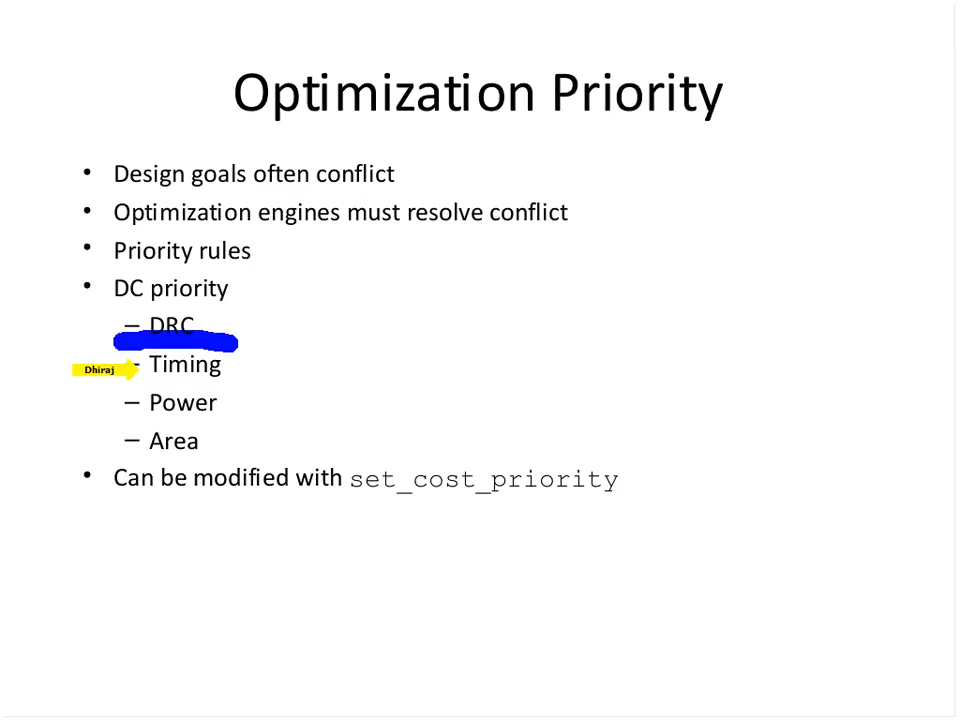 Optimization Priority
• Design goals often conflict
• Optimization engines must resolve conflict
• Priority rules
• DC priority
– DRC
Dhiraj
– Timing
– Power
– Area
• Can be modified with set_cost_priority